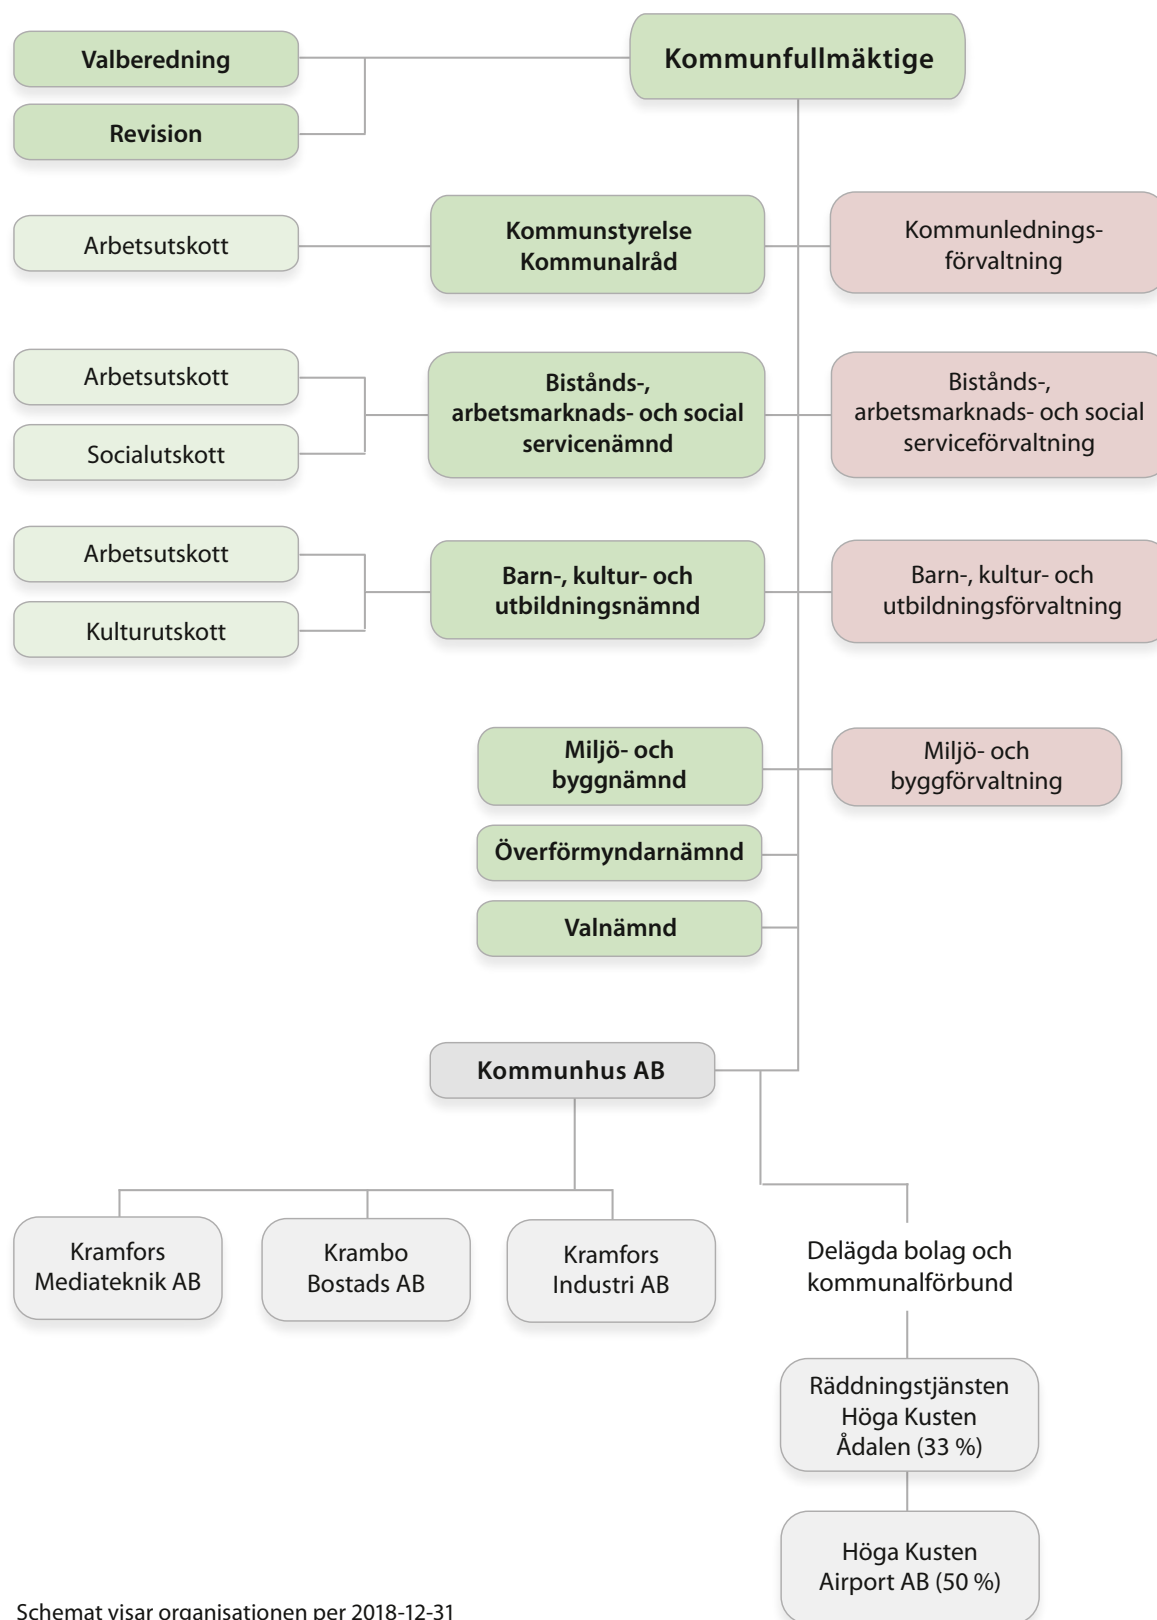 Valberedning
Kommunfullmäktige
Revision
Arbetsutskott
Kommunstyrelse
Kommunalråd
Kommunlednings-
förvaltning
Arbetsutskott
Socialutskott
Bistånds-,
arbetsmarknads- och social
servicenämnd
Bistånds-,
arbetsmarknads- och social
serviceförvaltning
Arbetsutskott
Kulturutskott
Barn-, kultur- och
utbildningsnämnd
Barn-, kultur- och
utbildningsförvaltning
Miljö- och
byggnämnd
Miljö- och
byggförvaltning
Överförmyndarnämnd
Valnämnd
Kommunhus AB
Kramfors
Mediateknik AB
Krambo
Bostads AB
Kramfors
Industri AB
Delägda bolag och
kommunalförbund
Räddningstjänsten
Höga Kusten
Ådalen (33 %)
Höga Kusten
Airport AB (50 %)
Schemat visar organisationen per 2018-12-31